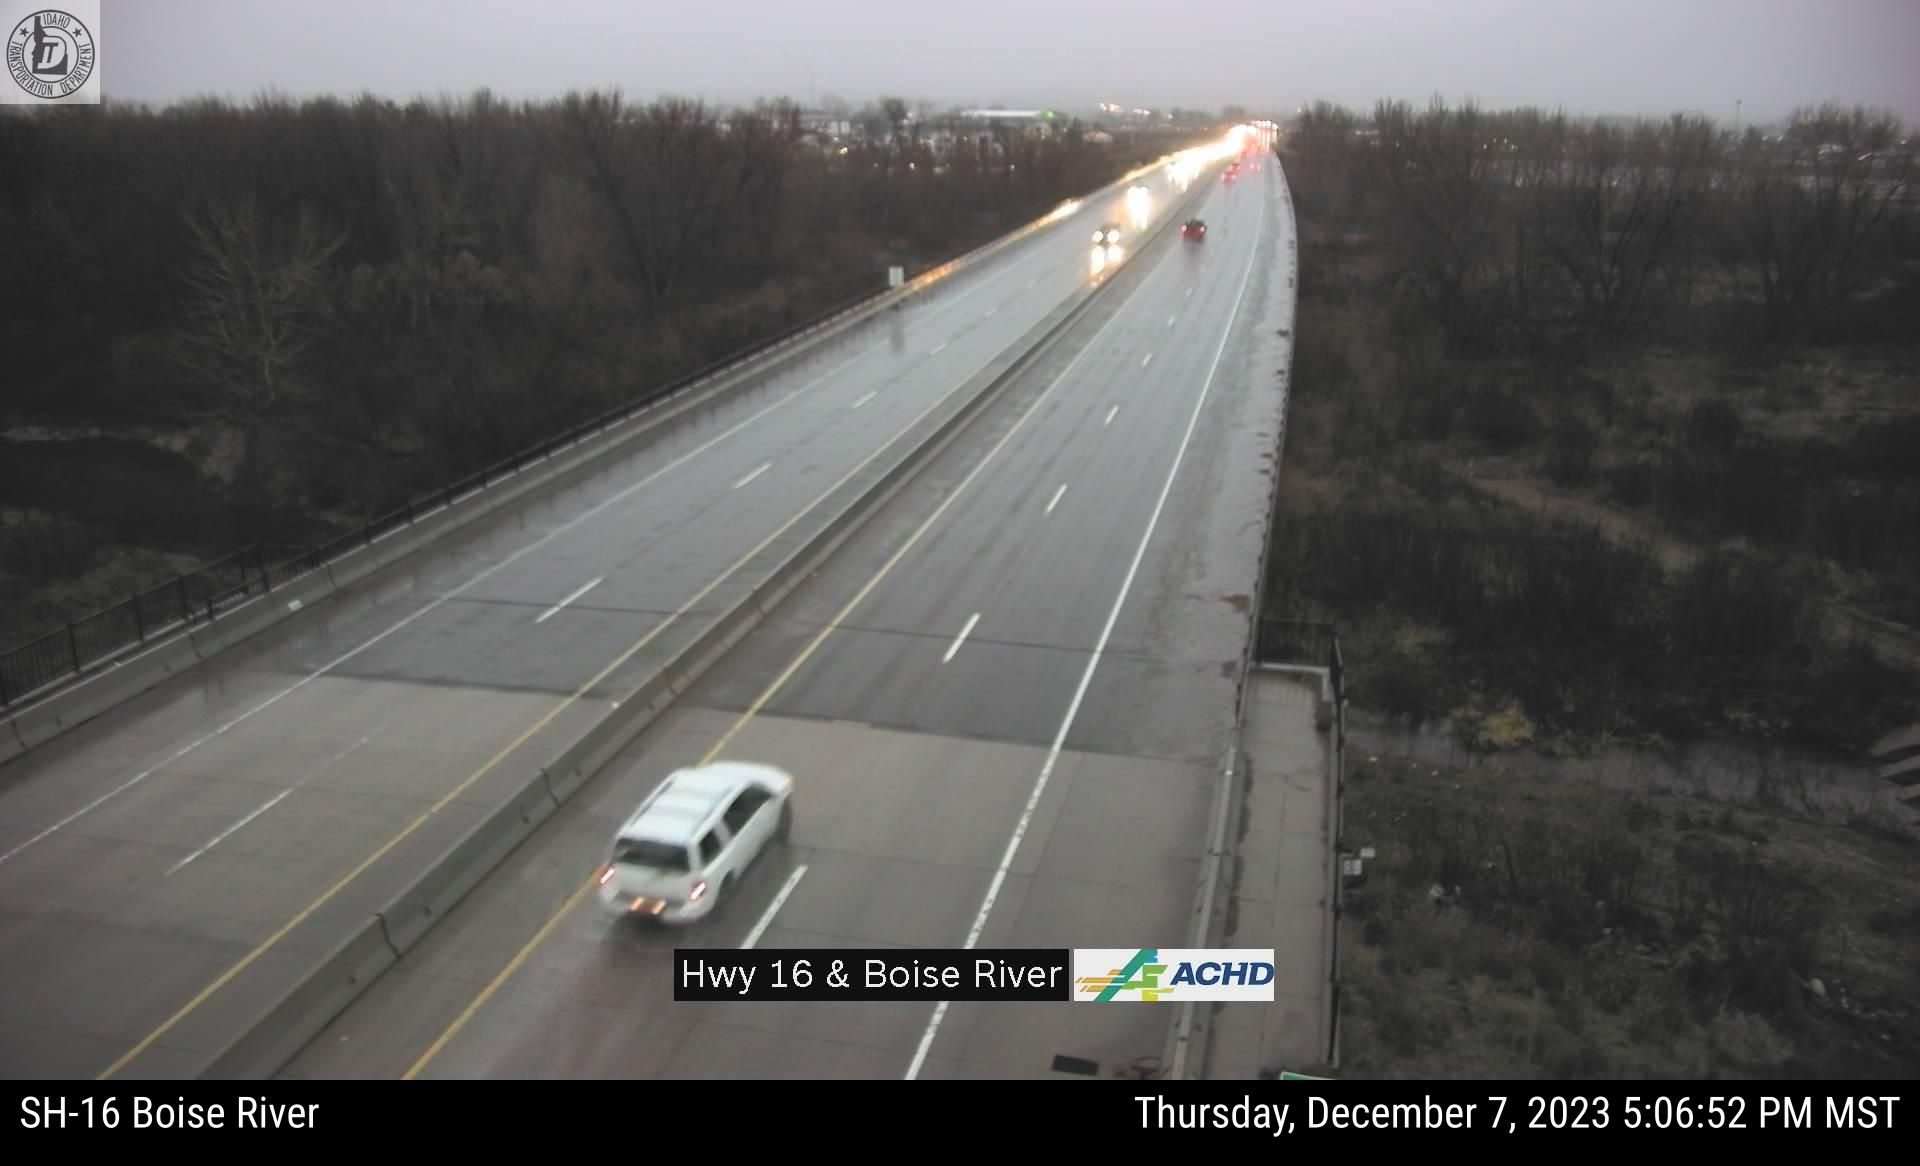 IDAHO
TRANSPORTATION DEPARTMENT
Hwy 16 & Boise River
ACHD
SH-16 Boise River
Thursday, December 7, 2023 5:06:52 PM MST